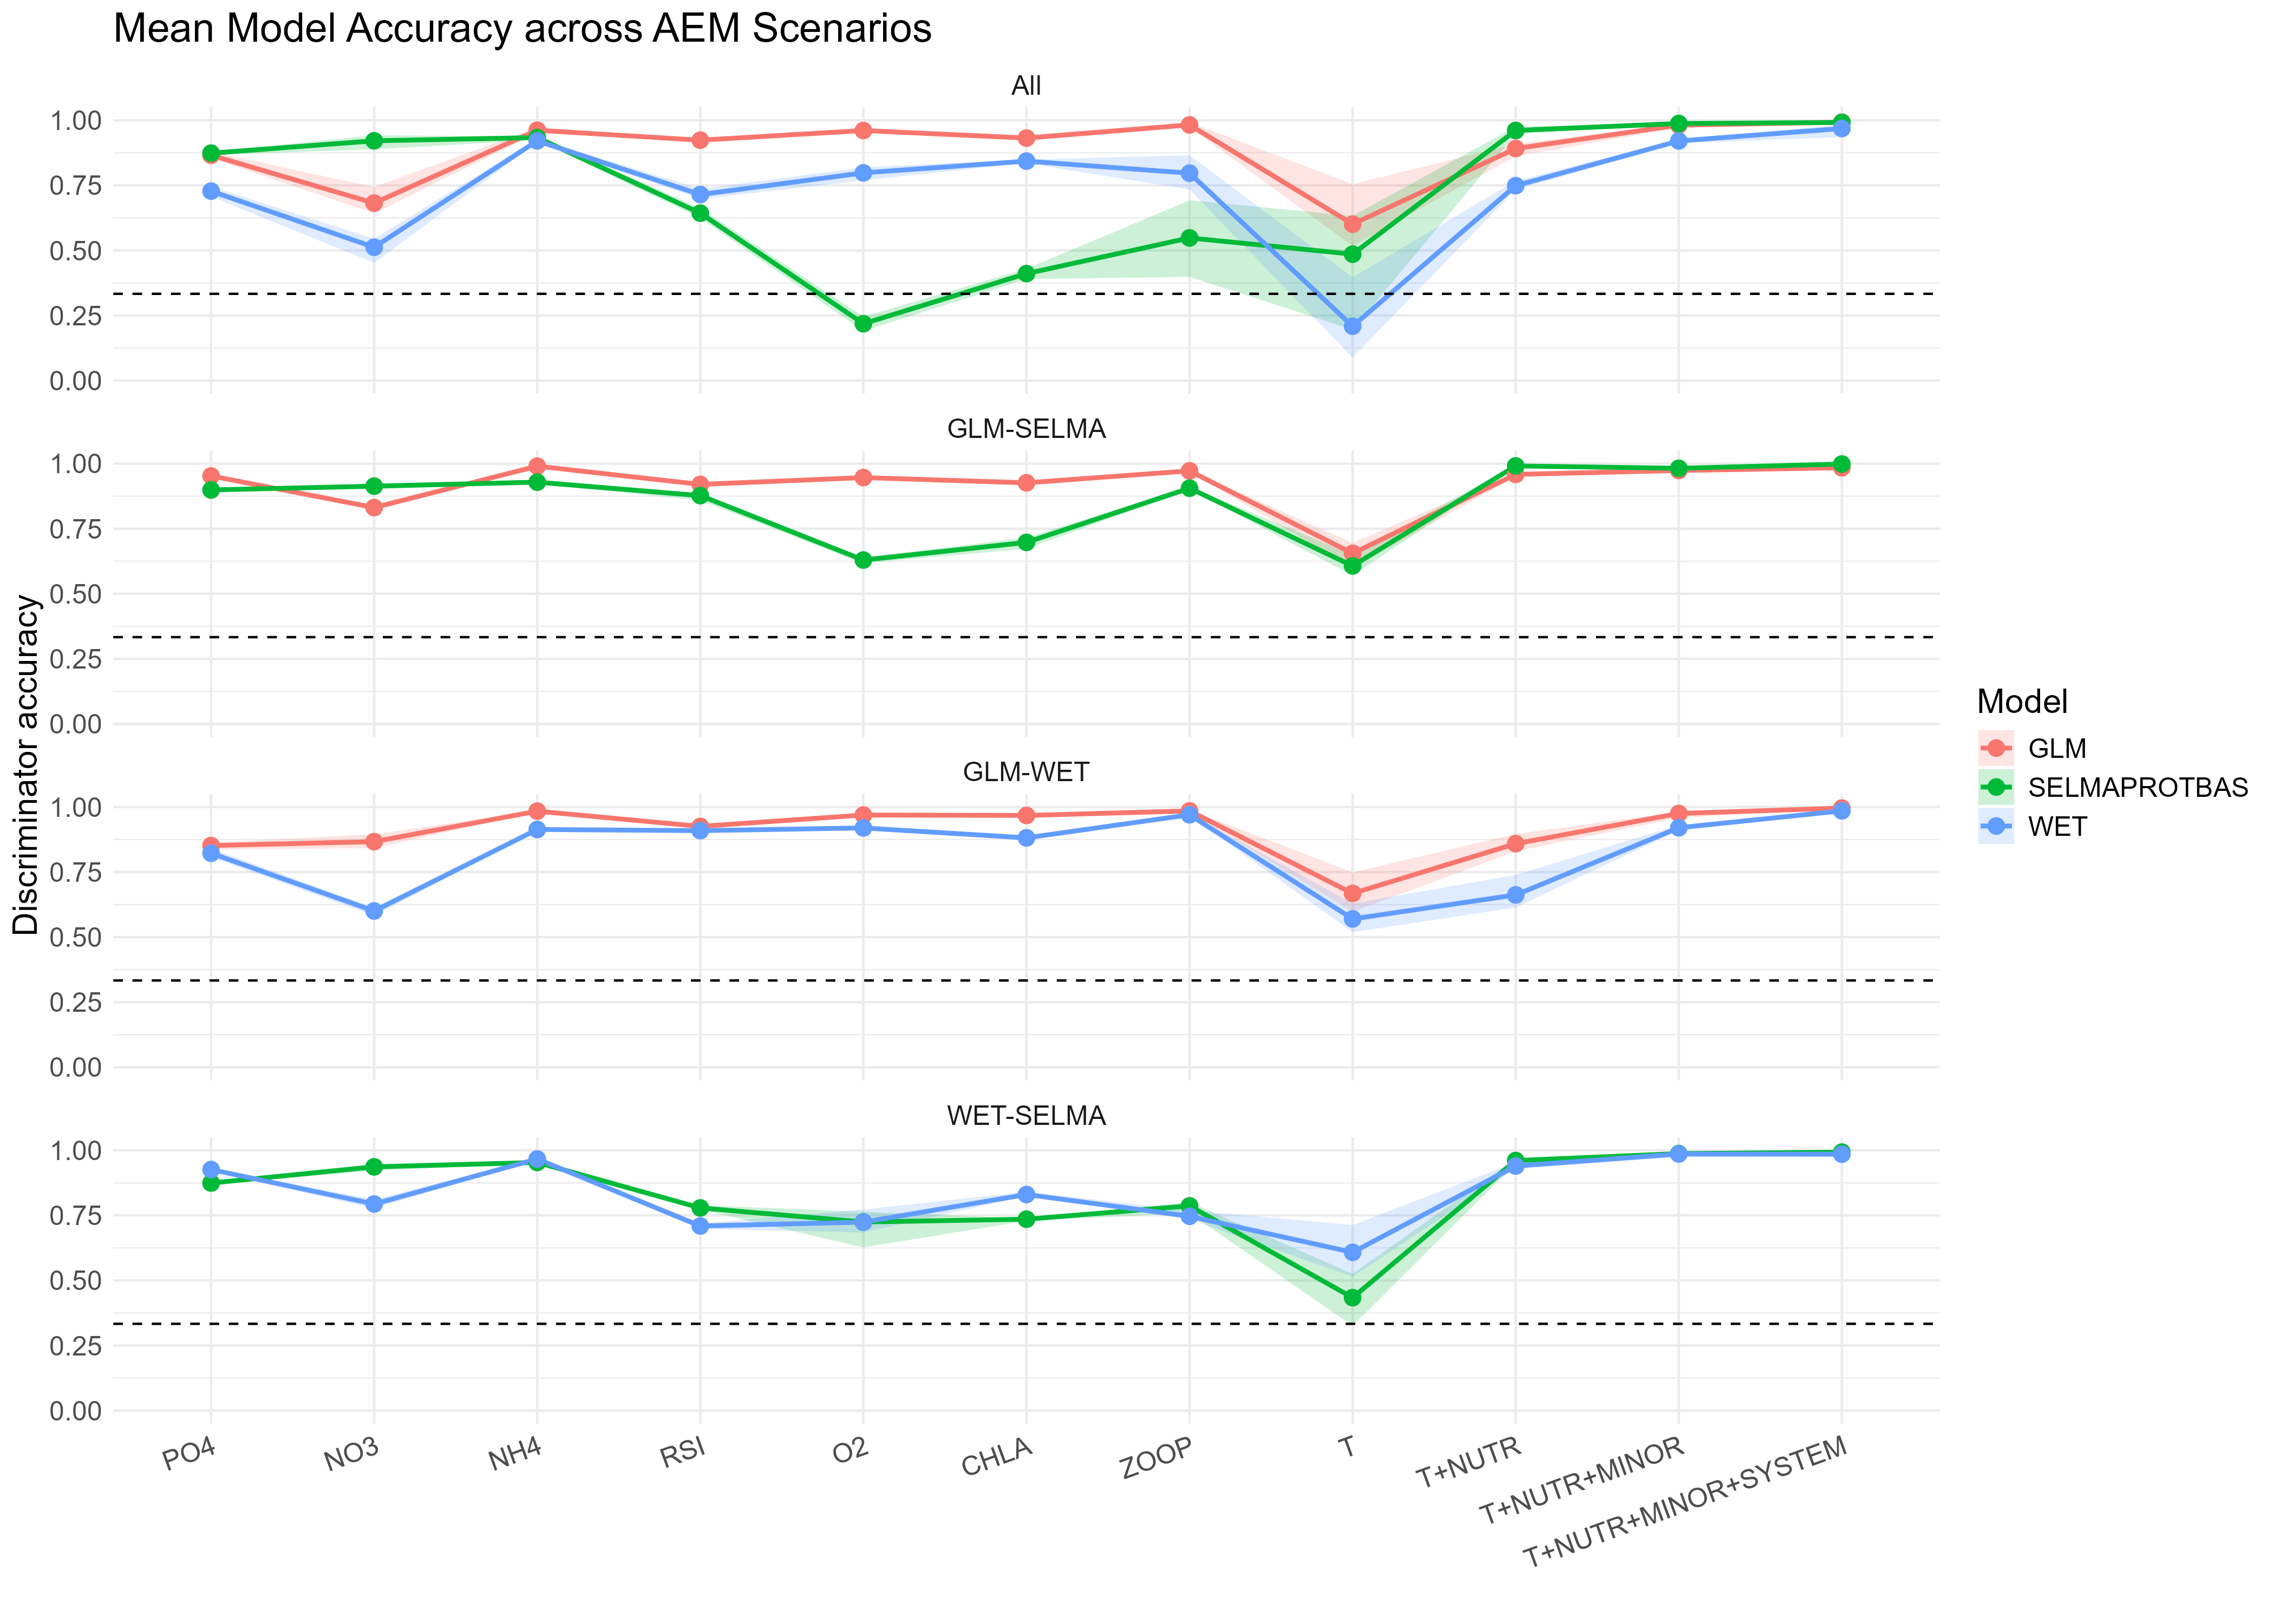 Mean Model Accuracy across AEM Scenarios
Discriminator accuracy
All
1.00
0.75
0.50
0.25
0.00
GLM-SELMA
1.00
0.75
0.50
0.25
0.00
GLM-WET
1.00
0.75
0.50
0.25
0.00
WET-SELMA
1.00
0.75
0.50
0.25
0.00
PO4
NO3
NH4
RSI
O2
CHLA
ZOOP
T
T+NUTR
T+NUTR+MINOR
T+NUTR+MINOR+SYSTEM
Model
GLM
SELMAPROTBAS
WET